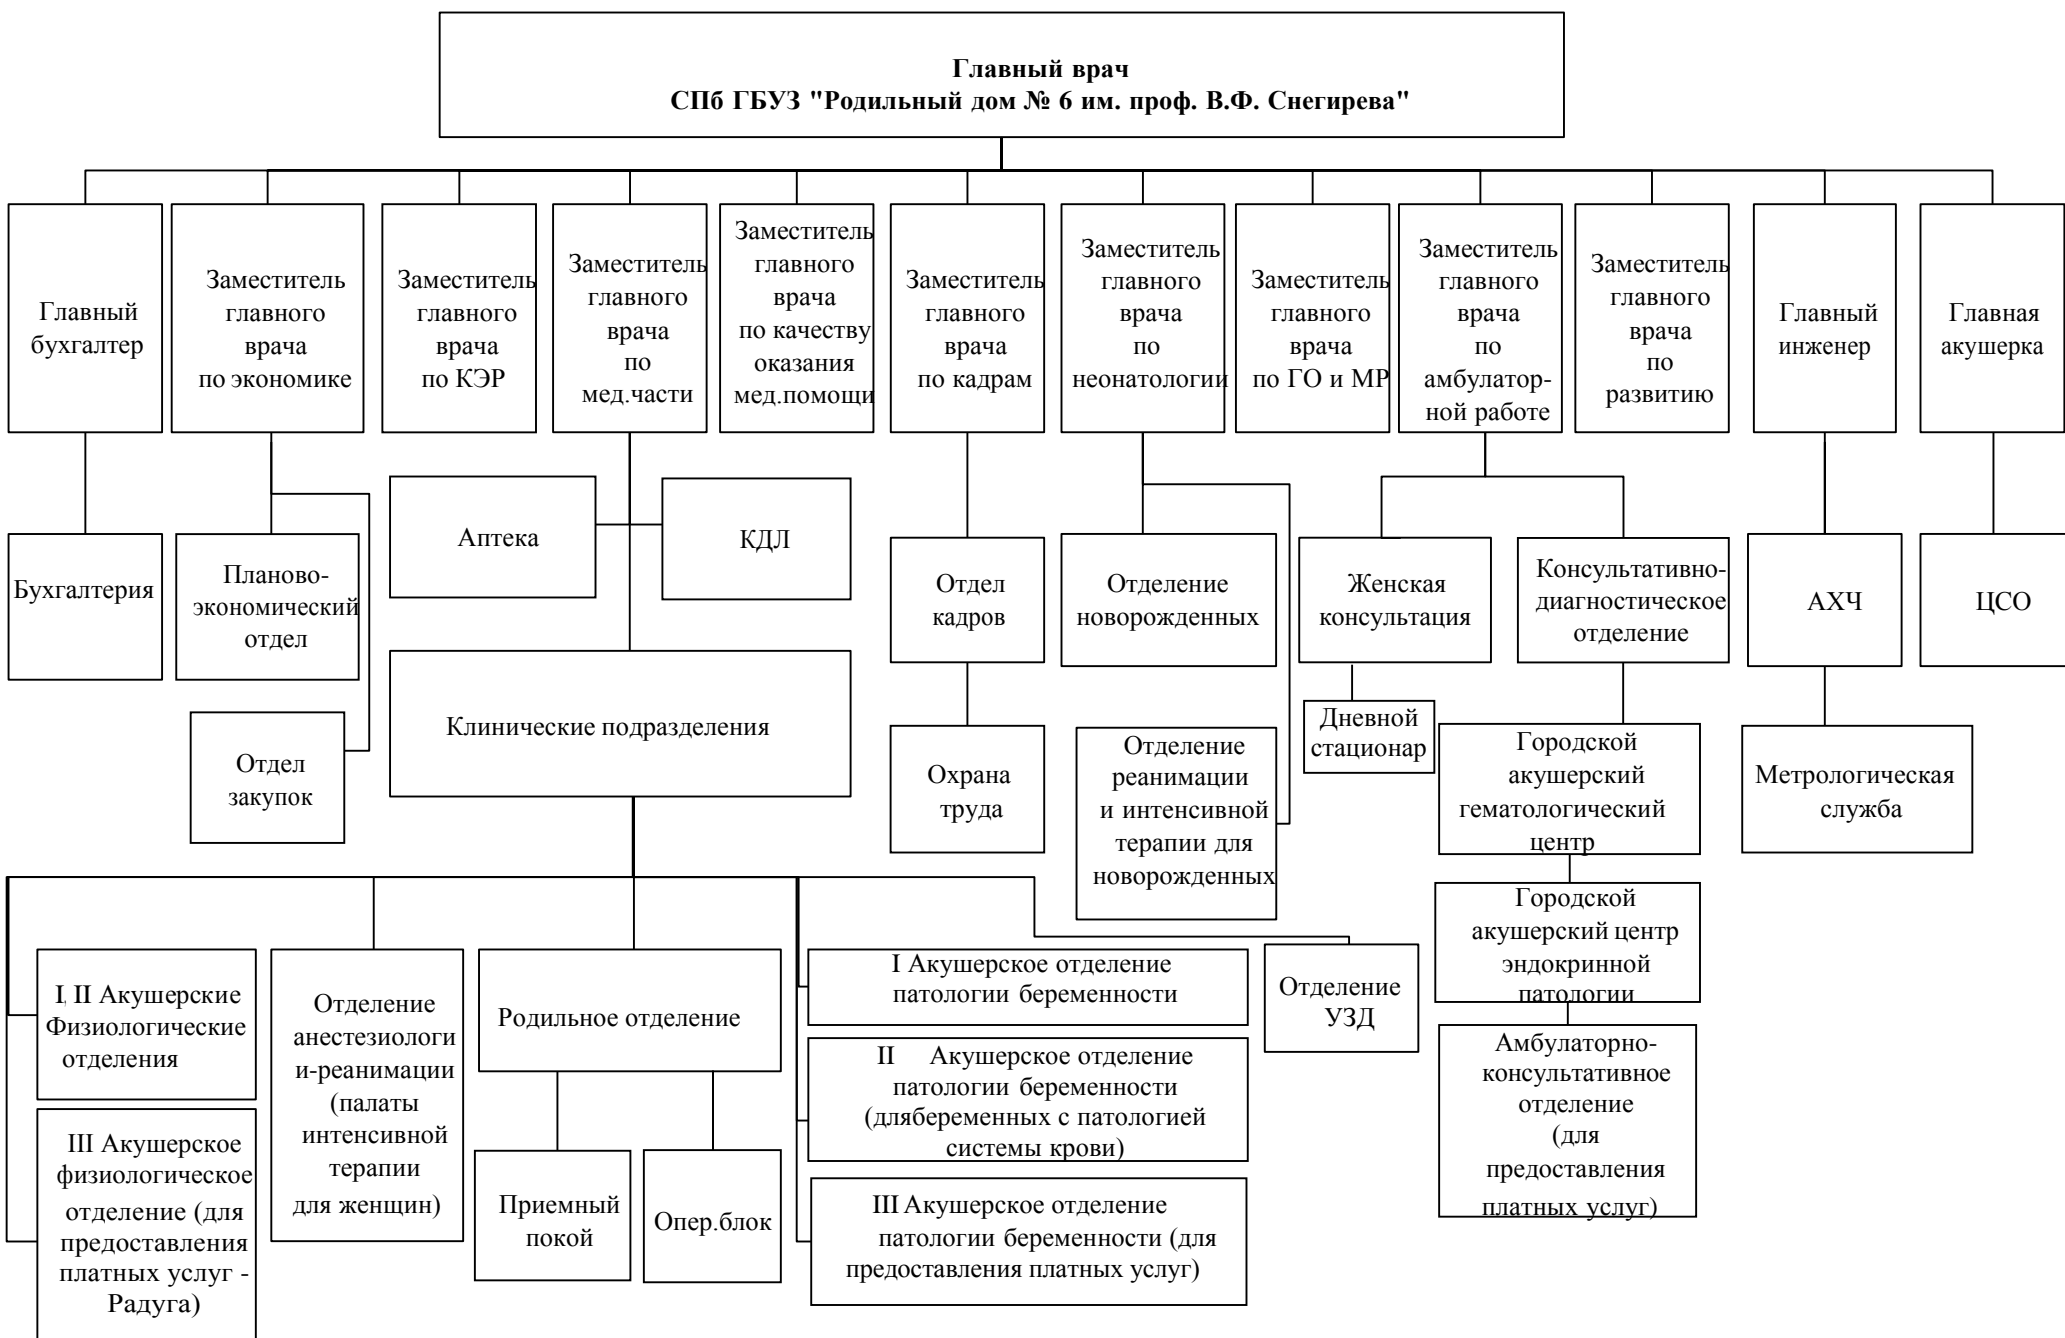 Главный врач
СПб ГБУЗ "Родильный дом № 6 им. проф. В.Ф. Снегирева"
Главный
бухгалтер
Заместитель
главного
врача
по экономике
Заместитель
главного
врача
по КЭР
Заместитель
главного
врача
по
мед.части
Заместитель
главного
врача
по качеству
оказания
мед.помощи
Заместитель
главного
врача
по кадрам
Заместитель
главного
врача
по
неонатологии
Заместитель
главного
врача
по ГО и МР
Заместитель
главного
врача
по
амбулатор-
ной работе
Заместитель
главного
врача
по
развитию
Главный
инженер
Главная
акушерка
Бухгалтерия
Планово-
экономический
отдел
Аптека
КДЛ
Отдел
кадров
Отделение
новорожденных
Женская
консультация
Консультативно-
диагностическое
отделение
АХЧ
ЦСО
Отдел
закупок
Клинические подразделения
Охрана
труда
Отделение
реанимации
и интенсивной
терапии для
новорожденных
Дневной
стационар
Городской
акушерский
гематологический
центр
Метрологическая
служба
Городской
акушерский центр
эндокринной
патологии
Амбулаторно-
консультативное
отделение
(для
предоставления
платных услуг)
I, II Акушерские
Физиологические
отделения
III Акушерское
физиологическое
отделение (для
предоставления
платных услуг -
Радуга)
Отделение
анестезиологи
и-реанимации
(палаты
интенсивной
терапии
для женщин)
Родильное отделение
Приемный
покой
Опер.блок
I Акушерское отделение
патологии беременности
II Акушерское отделение
патологии беременности
(длябеременных с патологией
системы крови)
III Акушерское отделение
патологии беременности (для
предоставления платных услуг)
Отделение
УЗД